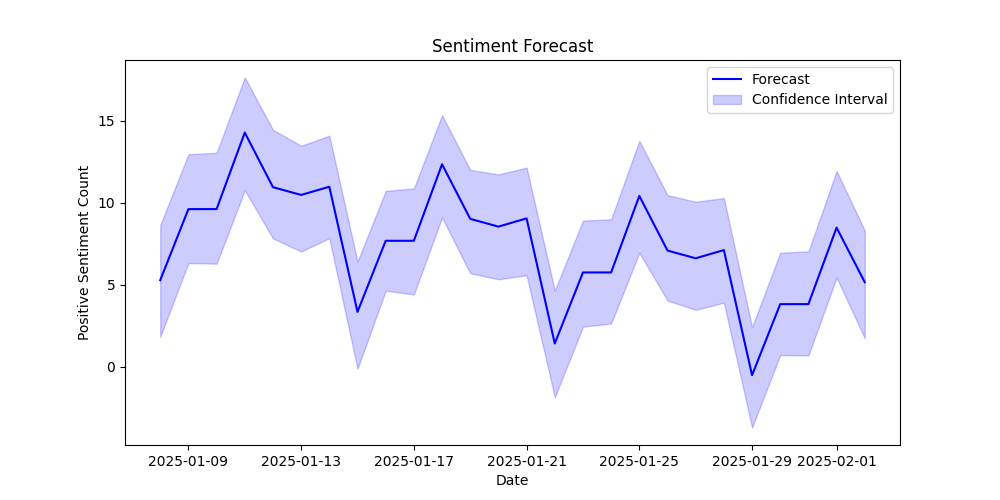 Sentiment Forecast
Forecast
Confidence Interval
Positive Sentiment Count
15
10
5
0
2025-01-09 2025-01-13 2025-01-17 2025-01-21 2025-01-25 2025-01-29 2025-02-01
Date